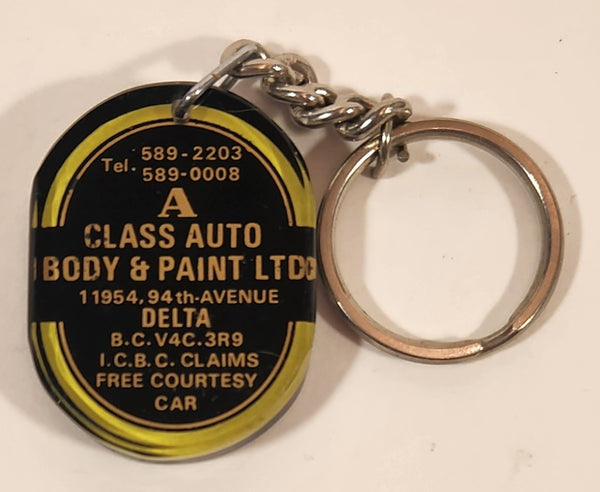 Tel. 589-2203
589-0008
A
CLASS AUTO
BODY & PAINT LTD
11954, 94th-AVENUE
DELTA
B.C. V4C. 3R9
I.C.B.C. CLAIMS
FREE COURTESY
CAR